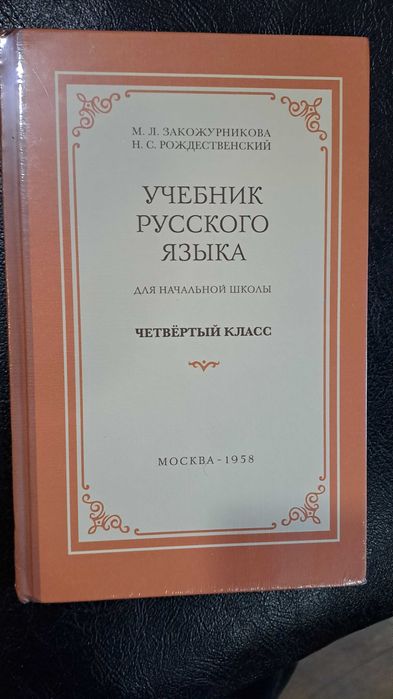 М. Л. ЗАКОЖУРНИКОВА
Н. С. РОЖДЕСТВЕНСКИЙ
УЧЕБНИК
РУССКОГО
ЯЗЫКА
ДЛЯ НАЧАЛЬНОЙ ШКОЛЫ
ЧЕТВЁРТЫЙ КЛАСС
МОСКВА - 1958